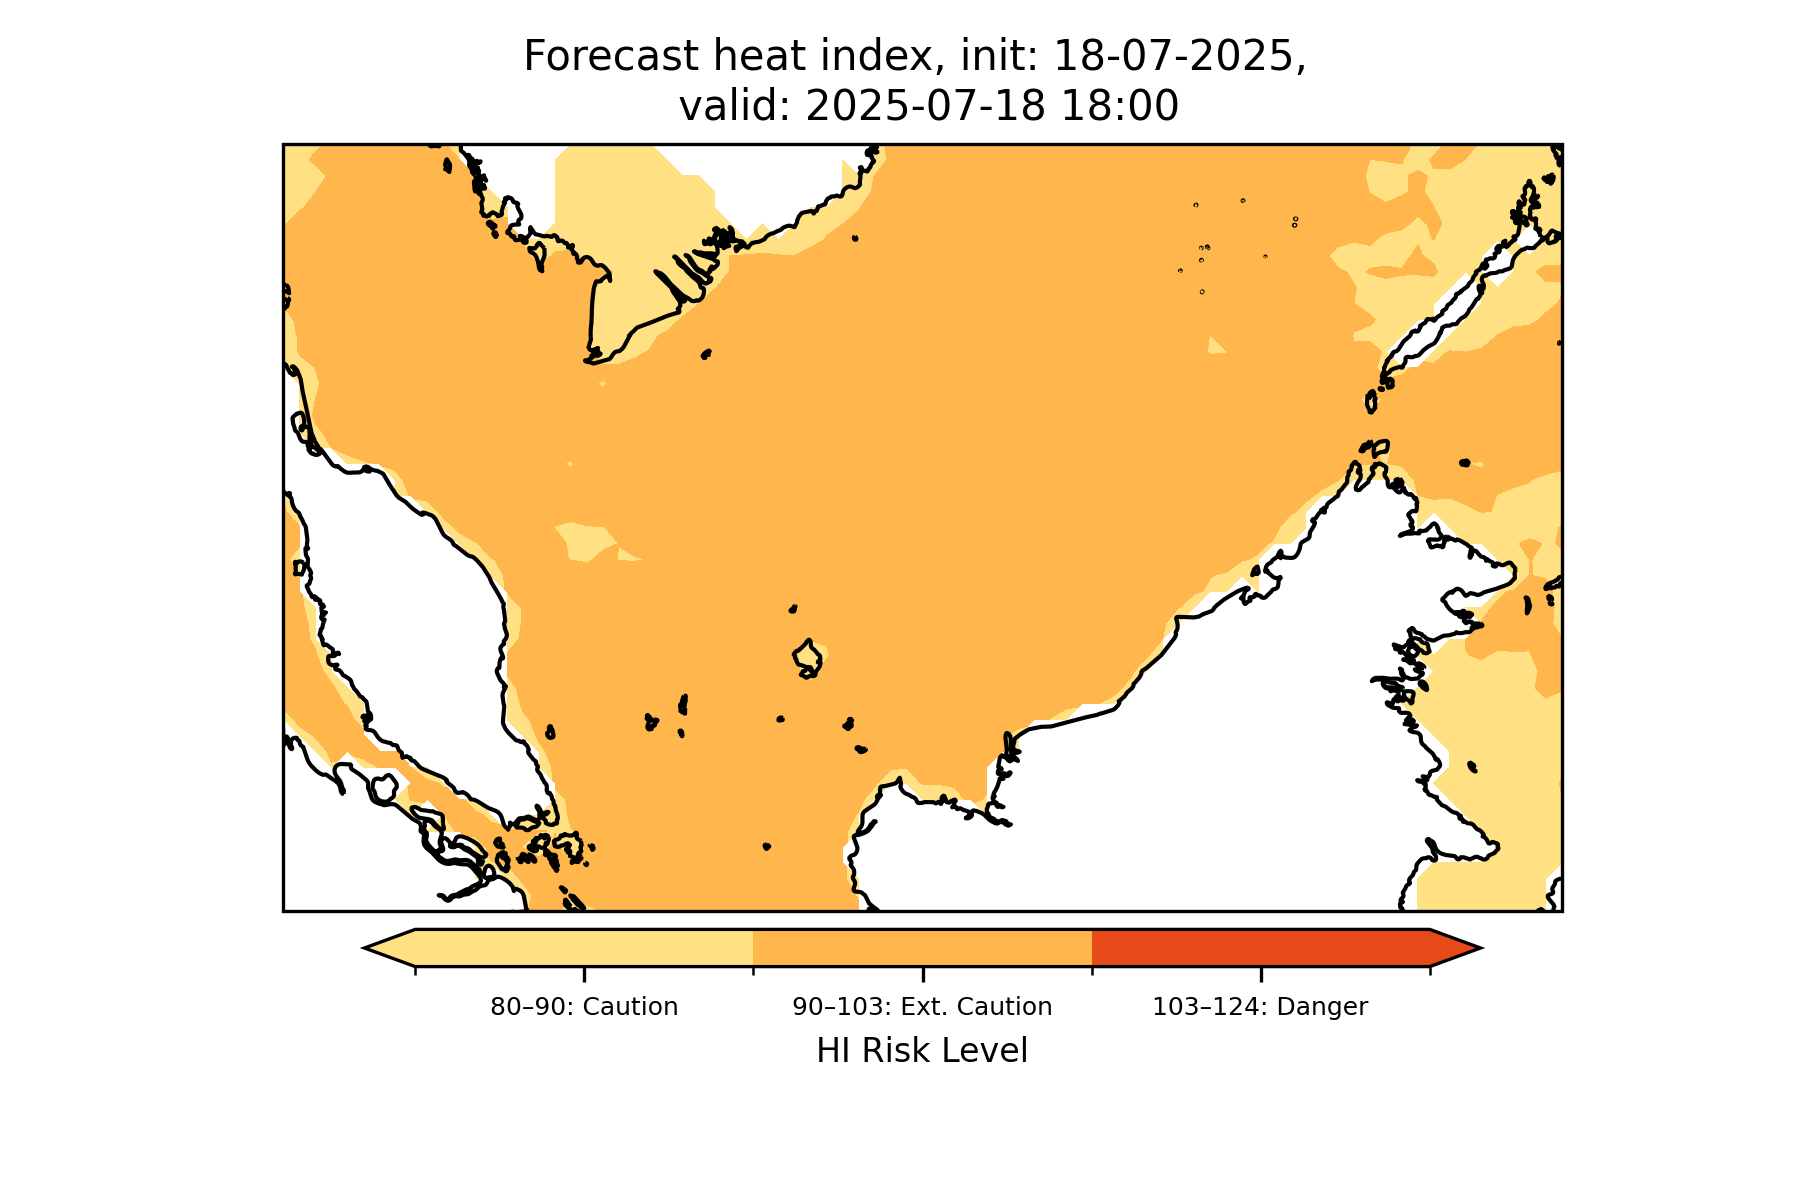 Forecast heat index, init: 18-07-2025,
valid: 2025-07-18 18:00
80–90: Caution
90–103: Ext. Caution
103–124: Danger
HI Risk Level